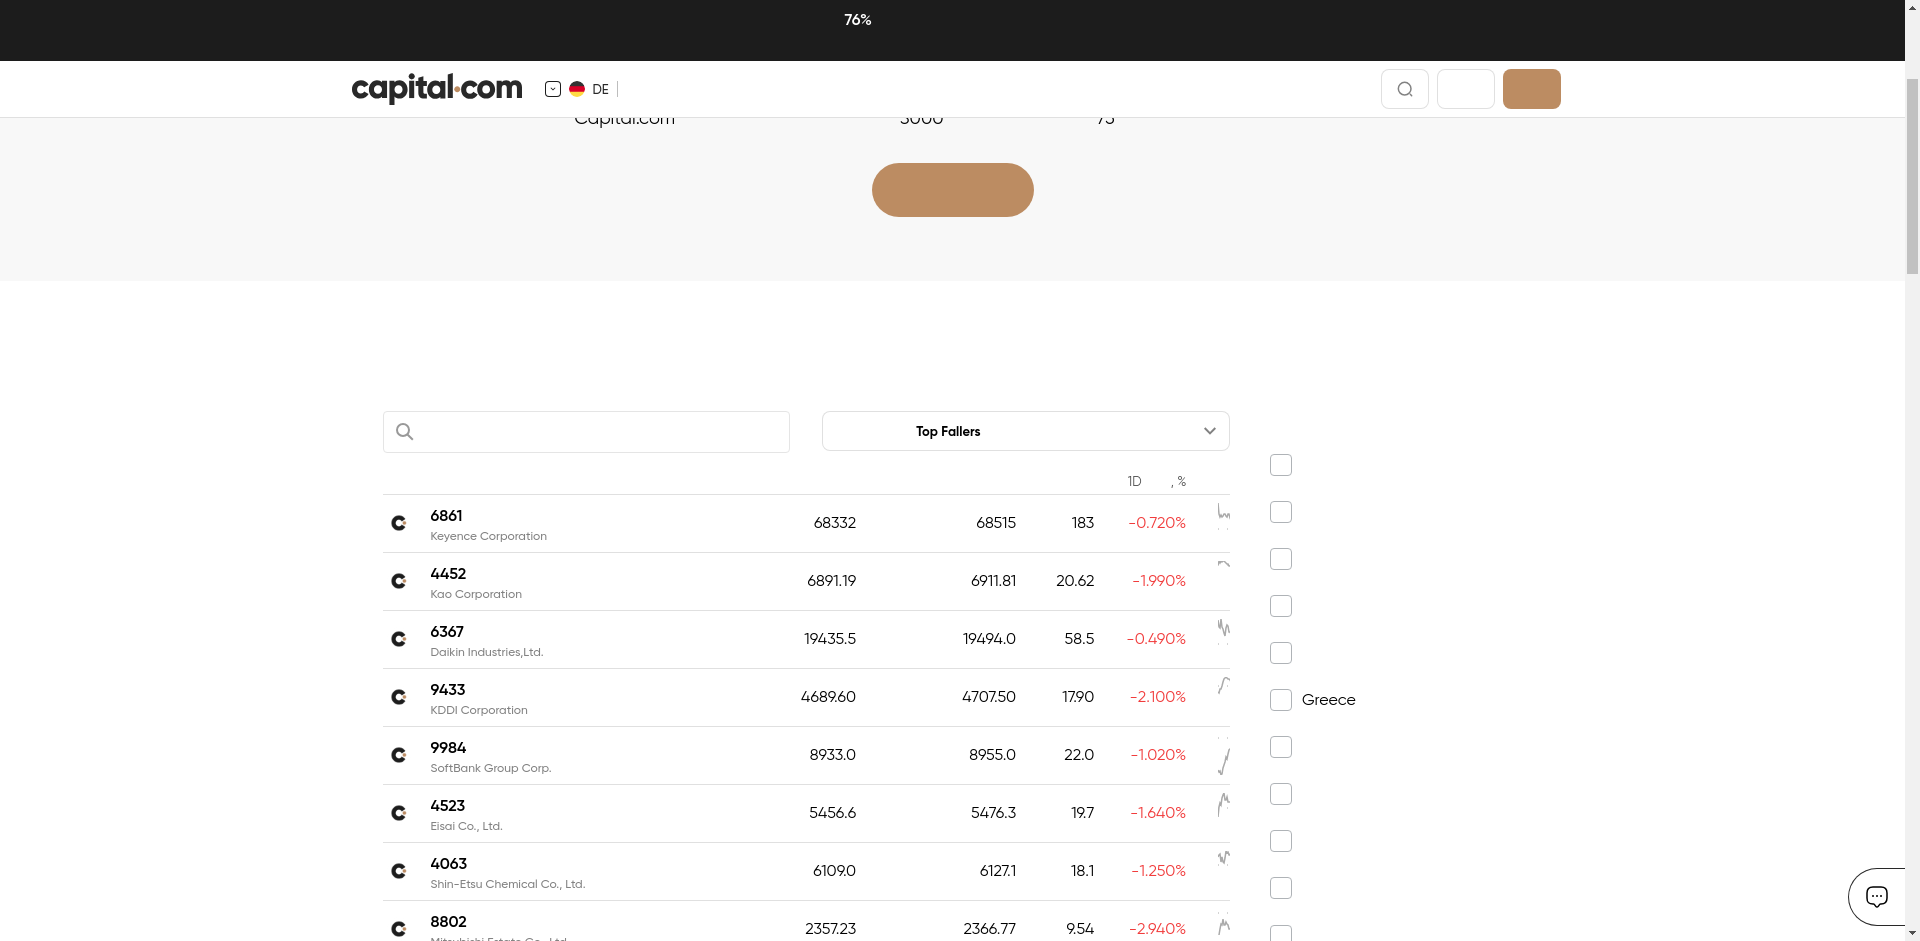 76%
capital.com
DE
Capital.com 3000 75
Top Fallers
1D , %
6861 68332 68515 183 -0.720%
Keyence Corporation
4452 6891.19 6911.81 20.62 -1.990%
Kao Corporation
6367 19435.5 19494.0 58.5 -0.490%
Daikin Industries,Ltd.
9433 4689.60 4707.50 17.90 -2.100%
KDDI Corporation
Greece
9984 8933.0 8955.0 22.0 -1.020%
SoftBank Group Corp.
4523 5456.6 5476.3 19.7 -1.640%
Eisai Co., Ltd.
4063 6109.0 6127.1 18.1 -1.250%
Shin-Etsu Chemical Co., Ltd.
8802 2357.23 2366.77 9.54 -2.940%
Mitsubishi Estate Co., Ltd.